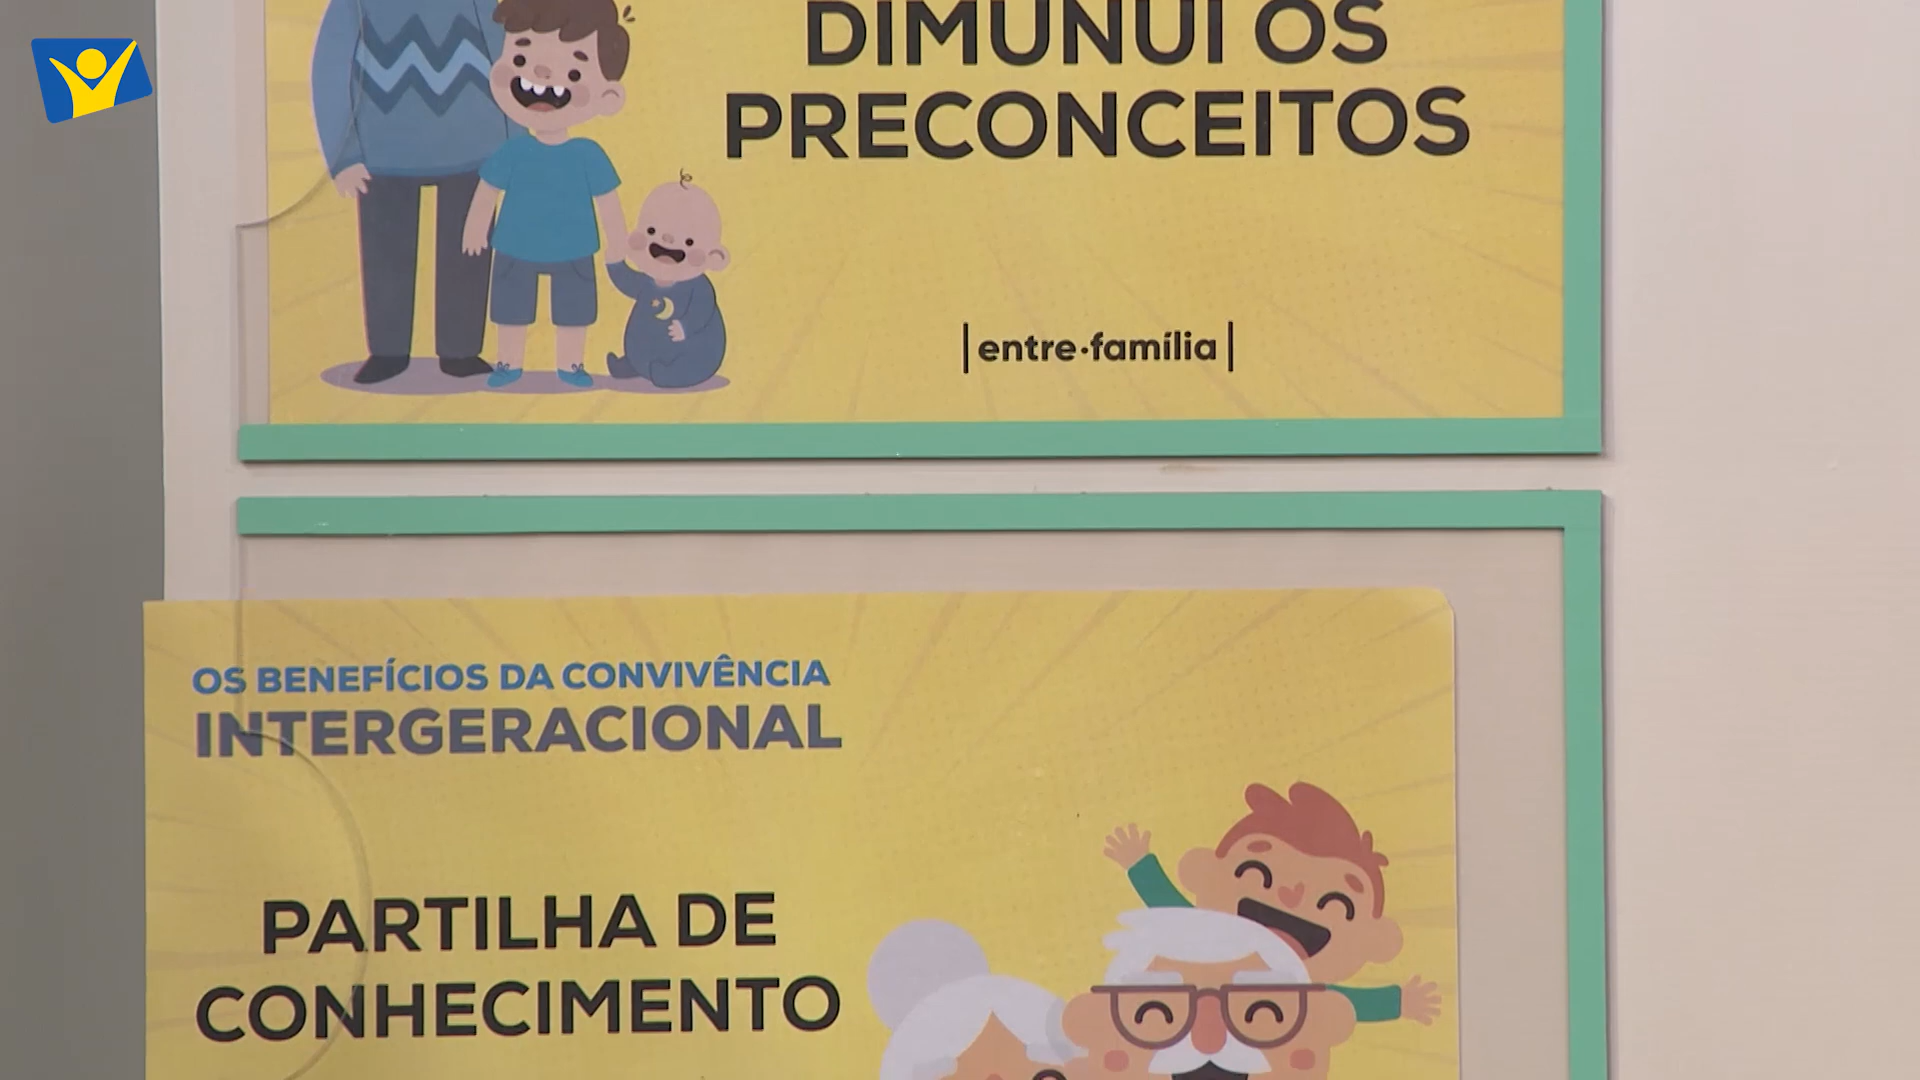 DIMUNUI OS
PRECONCEITOS
|entre·família|
OS BENEFÍCIOS DA CONVIVÊNCIA
INTERGERACIONAL
PARTILHA DE
CONHECIMENTO